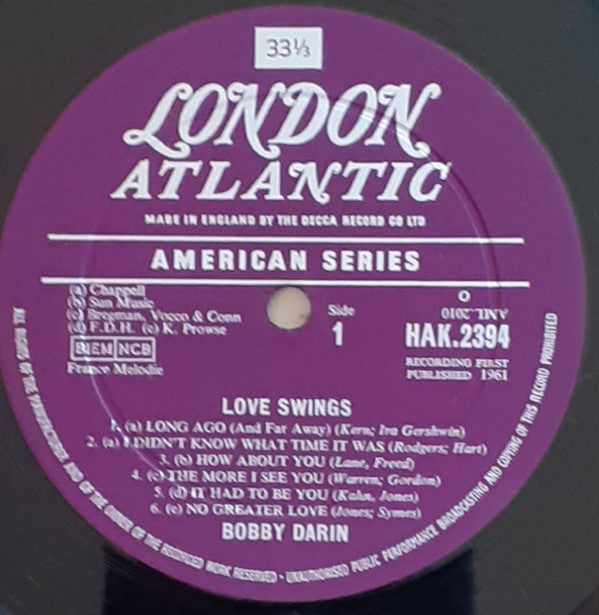 33⅓
LONDON
ATLANTIC
MADE IN ENGLAND BY THE DECCA RECORD CO LTD
AMERICAN SERIES
(a) Chappell
(b) Sun Music
(c) Bregman, Vocco & Conn
(d) F.D.H. (e) K. Prowse
BIEM NCB
France Melodie
Side
1
O
HAK.2394
RECORDING FIRST
PUBLISHED 1961
LOVE SWINGS
1. (a) LONG AGO (And Far Away) (Kern; Ira Gershwin)
2. (a) I DIDN'T KNOW WHAT TIME IT WAS (Rodgers; Hart)
3. (b) HOW ABOUT YOU (Lane, Freed)
4. (c) THE MORE I SEE YOU (Warren; Gordon)
5. (d) IT HAD TO BE YOU (Kahn, Jones)
6. (e) NO GREATER LOVE (Jones; Symes)
BOBBY DARIN
ALL RIGHTS OF THE MANUFACTURER AND OF THE OWNER OF THE RECORDED WORK RESERVED · UNAUTHORISED PUBLIC PERFORMANCE BROADCASTING AND COPYING OF THIS RECORD PROHIBITED